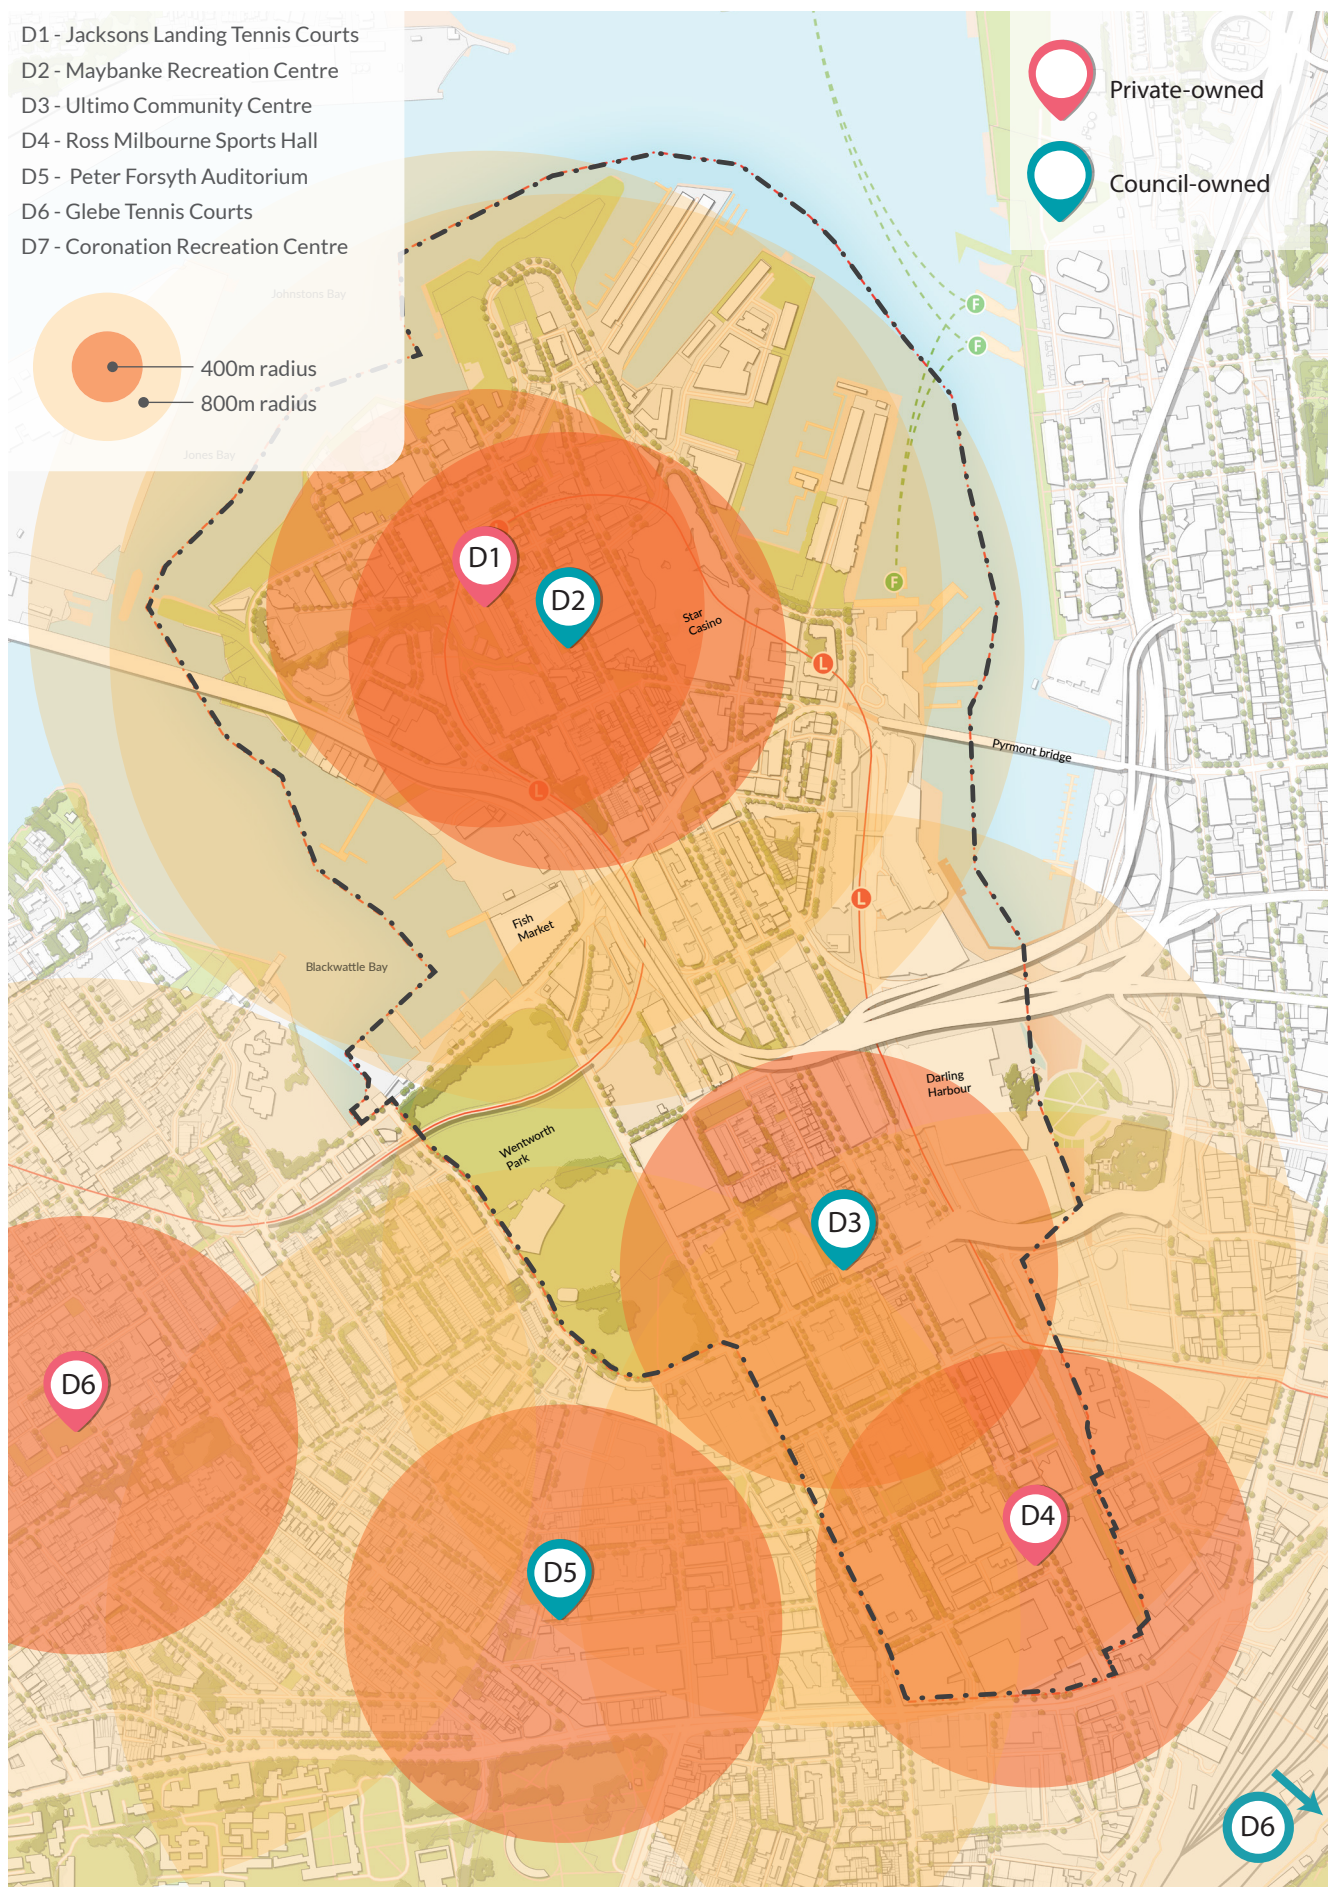 D1 - Jacksons Landing Tennis Courts
D2 - Maybanke Recreation Centre
D3 - Ultimo Community Centre
D4 - Ross Milbourne Sports Hall
D5 - Peter Forsyth Auditorium
D6 - Glebe Tennis Courts
D7 - Coronation Recreation Centre
Private-owned
Council-owned
Johnstons Bay
400m radius
800m radius
Jones Bay
F
F
F
D1
D2
Star
Casino
L
Pyrmont bridge
L
L
Fish
Market
Blackwattle Bay
Darling
Harbour
Wentworth
Park
D3
D6
D4
D5
D6